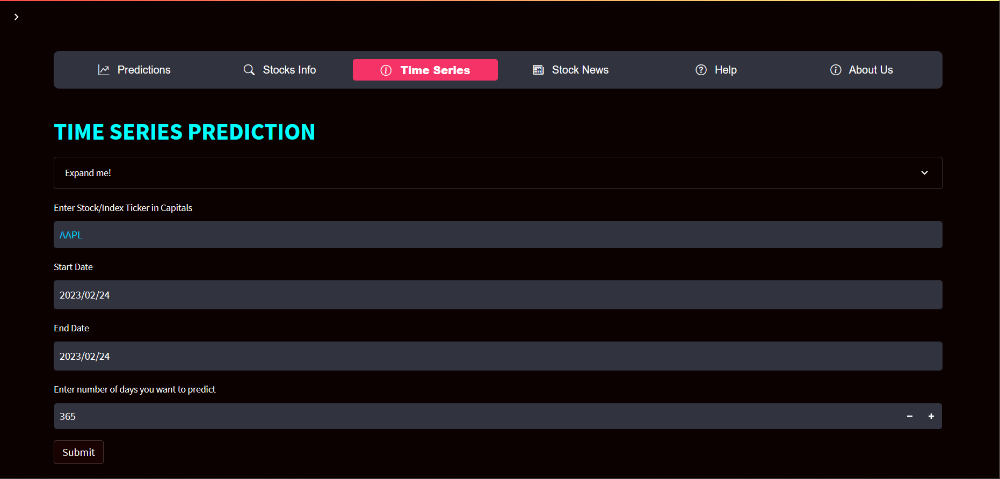 Predictions Stocks Info Time Series Stock News Help About Us
TIME SERIES PREDICTION
Expand me!
Enter Stock/Index Ticker in Capitals
AAPL
Start Date
2023/02/24
End Date
2023/02/24
Enter number of days you want to predict
365
Submit